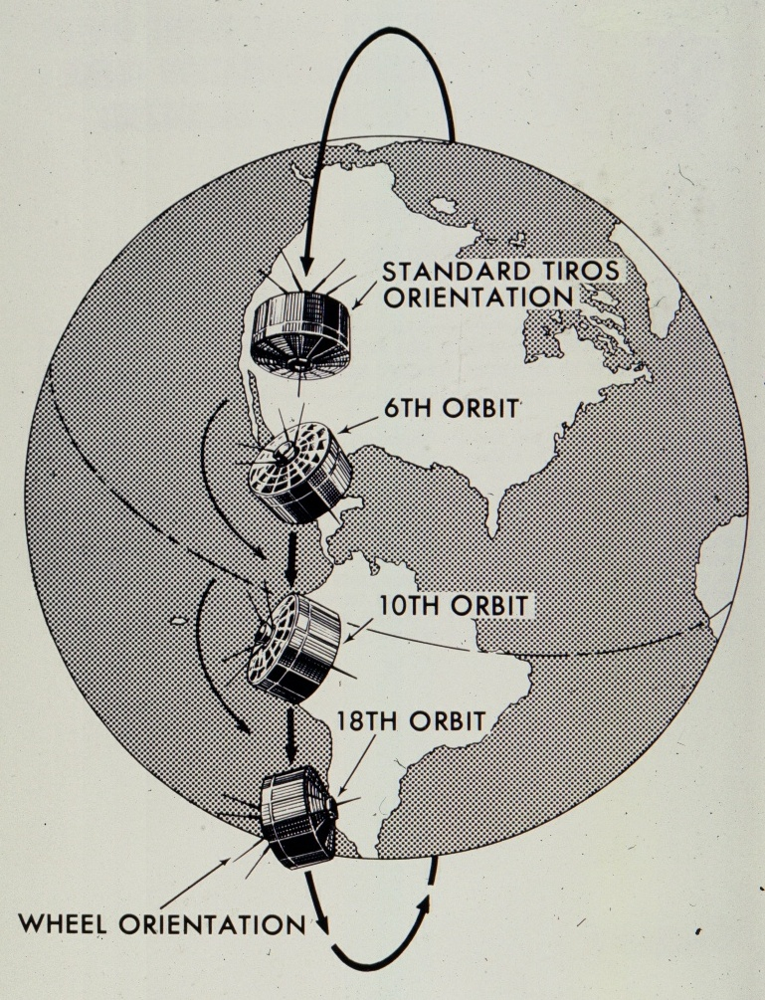 STANDARD TIROS
ORIENTATION
6TH ORBIT
10TH ORBIT
18TH ORBIT
WHEEL ORIENTATION